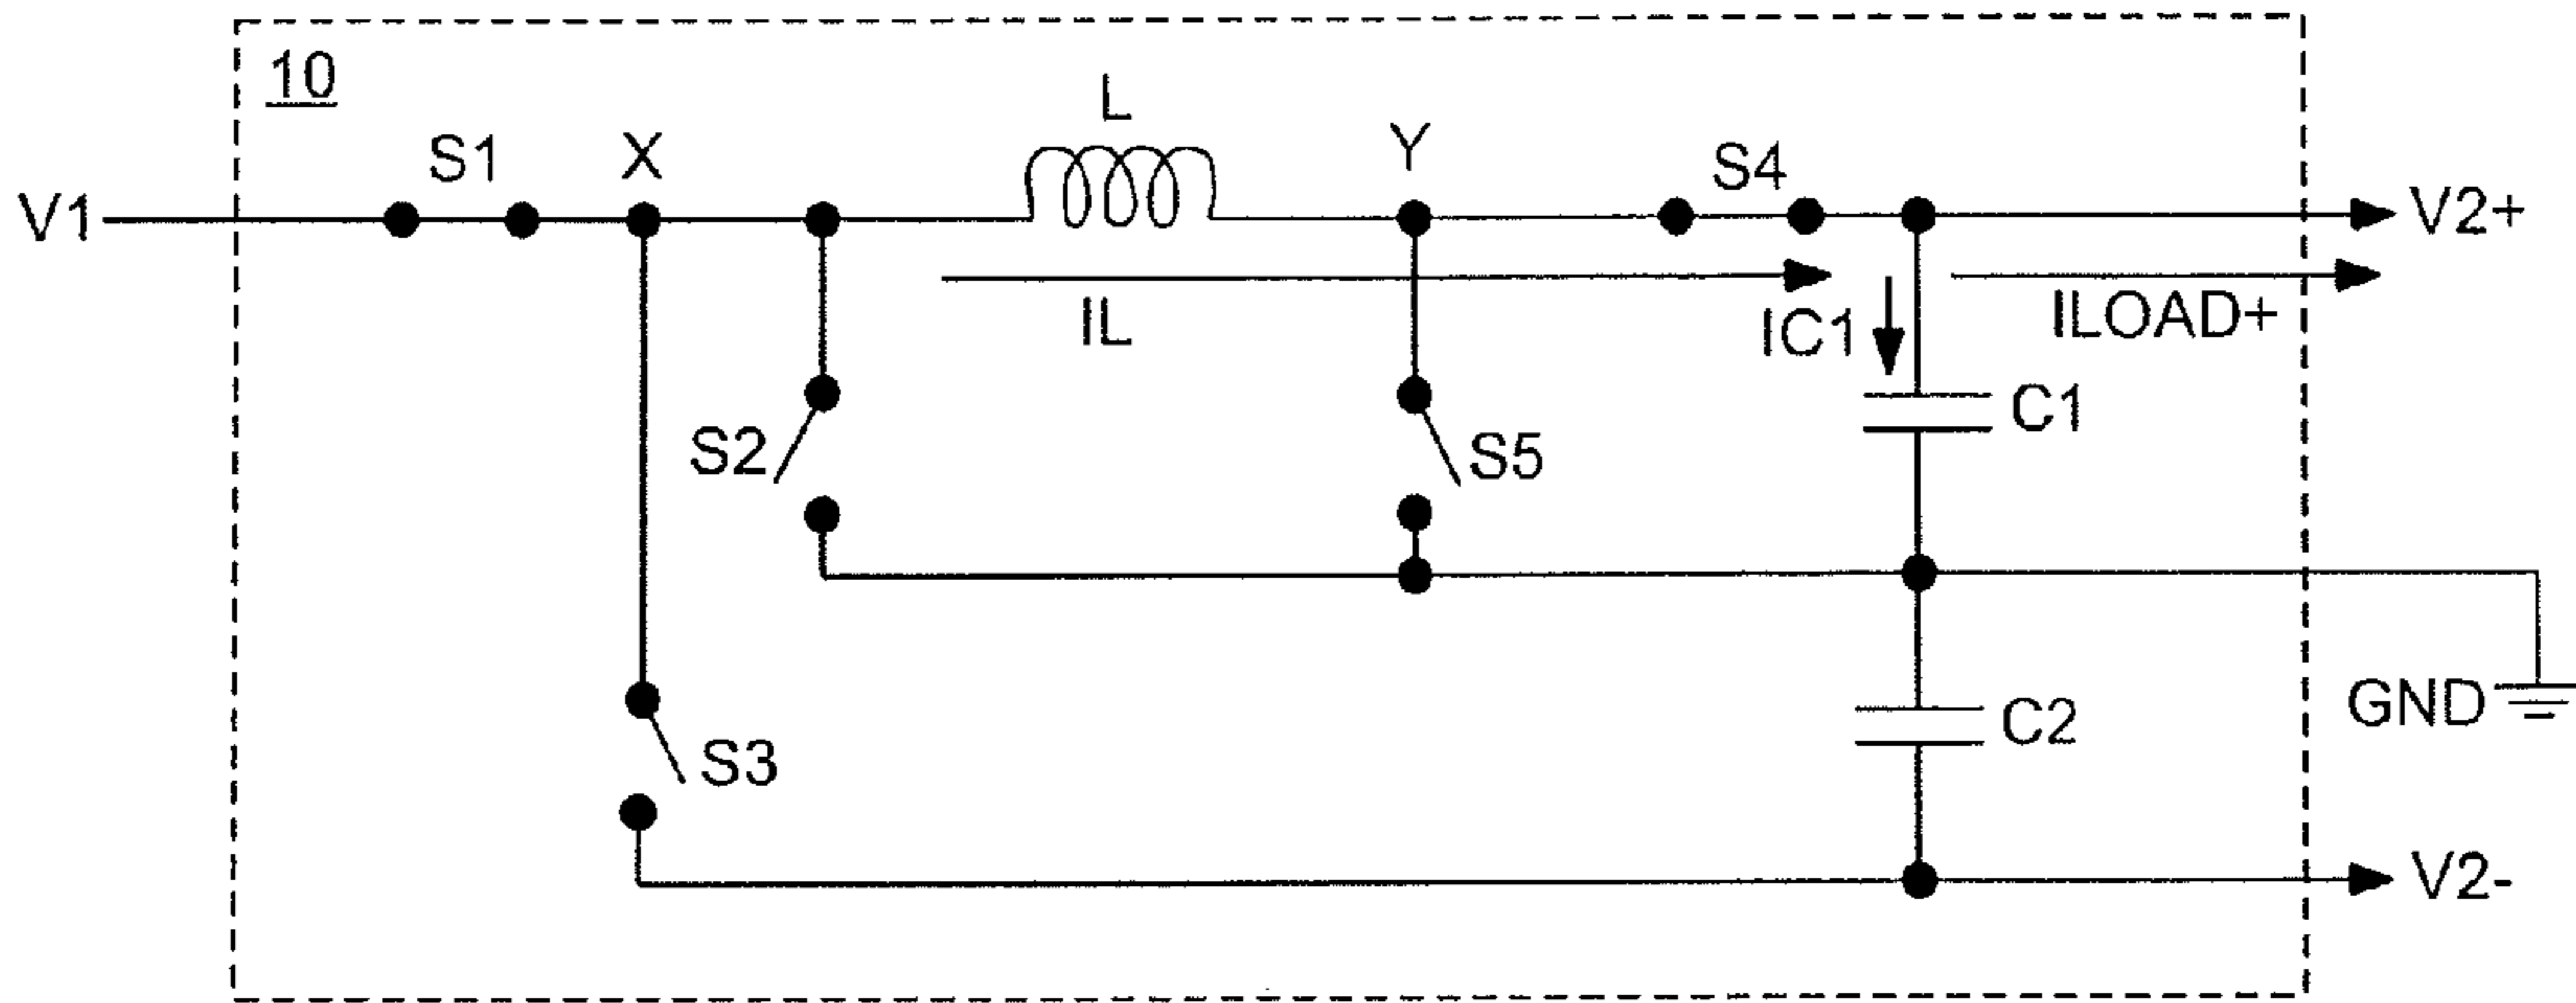 10
L
S1
X
Y
S4
V1
V2+
IL
IC1
ILOAD+
C1
S2
S5
GND
C2
S3
V2-